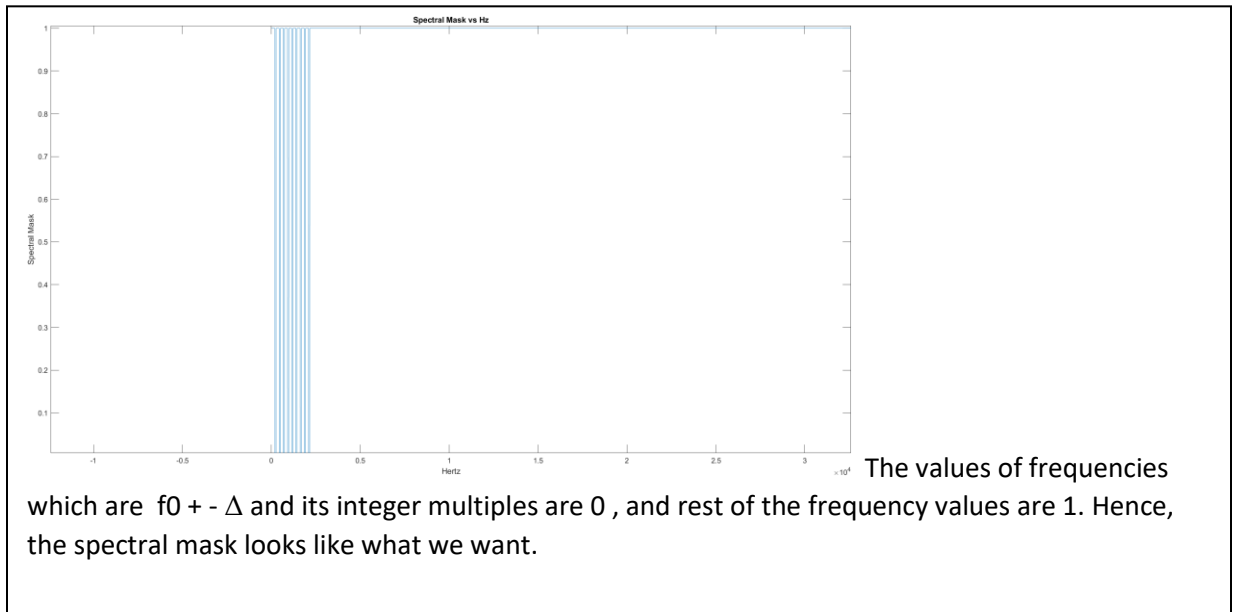 Spectral Mask vs Hz
1
0.9
0.8
0.7
0.6
0.5
0.4
0.3
0.2
0.1
Spectral Mask
-1 -0.5 0 0.5 1 1.5 2 2.5 3
Hertz
×10⁴
The values of frequencies
which are f0 + - Δ and its integer multiples are 0 , and rest of the frequency values are 1. Hence,
the spectral mask looks like what we want.